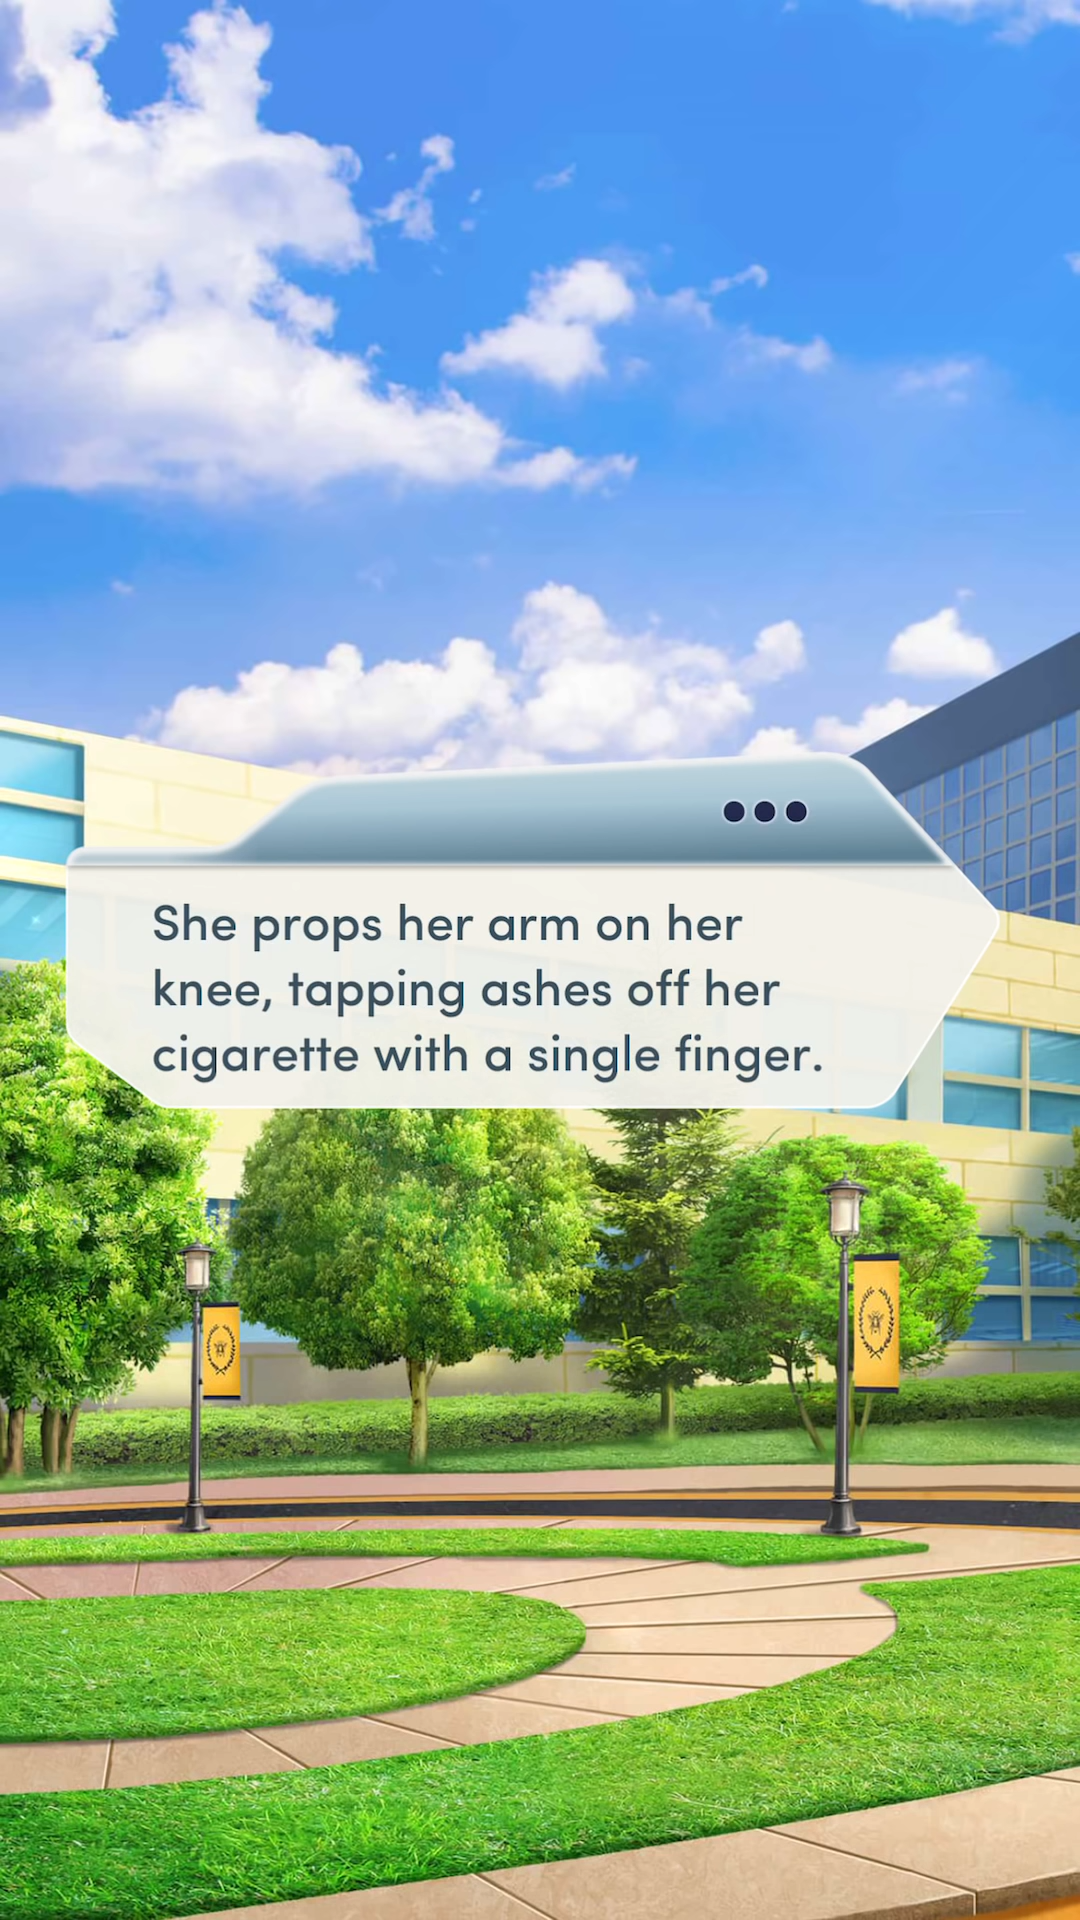 She props her arm on her
knee, tapping ashes off her
cigarette with a single finger.